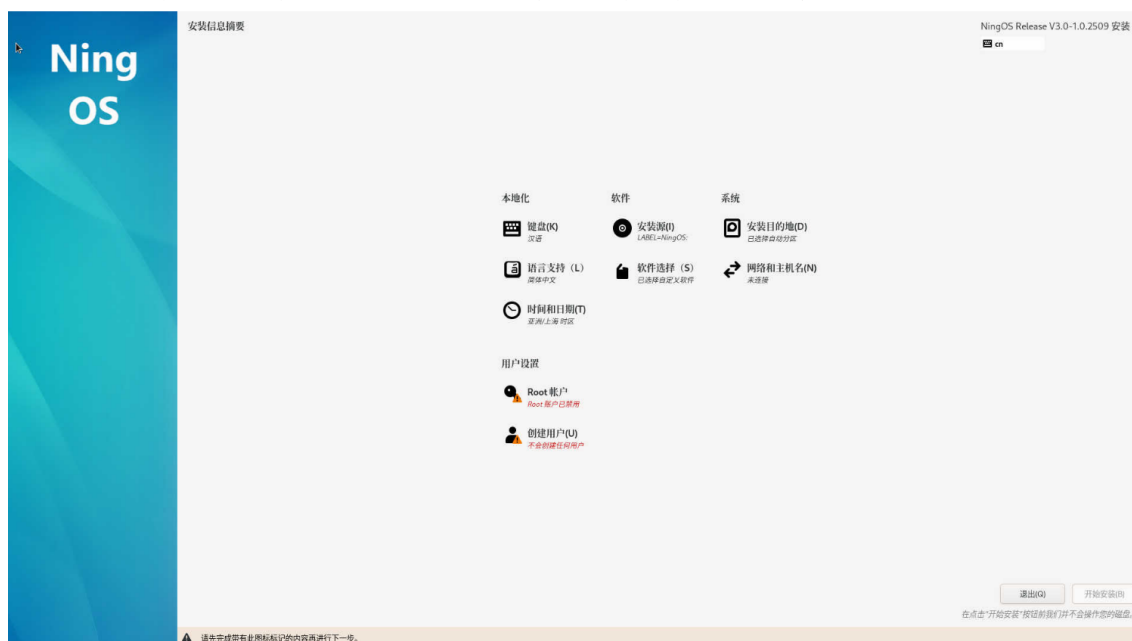 Ning
OS
安装信息摘要
NingOS Release V3.0-1.0.2509 安装
cn
本地化
键盘(K)
汉语
语言支持（L）
简体中文
时间和日期(T)
亚洲/上海 时区
软件
安装源(I)
LABEL=NingOS:
软件选择（S）
已选择自定义软件
系统
安装目的地(D)
已选择自动分区
网络和主机名(N)
未连接
用户设置
Root 帐户
Root 账户已禁用
创建用户(U)
不会创建任何用户
退出(Q)
开始安装(B)
在点击"开始安装"按钮前我们并不会操作您的磁盘。
请先完成带有此图标标记的内容再进行下一步。